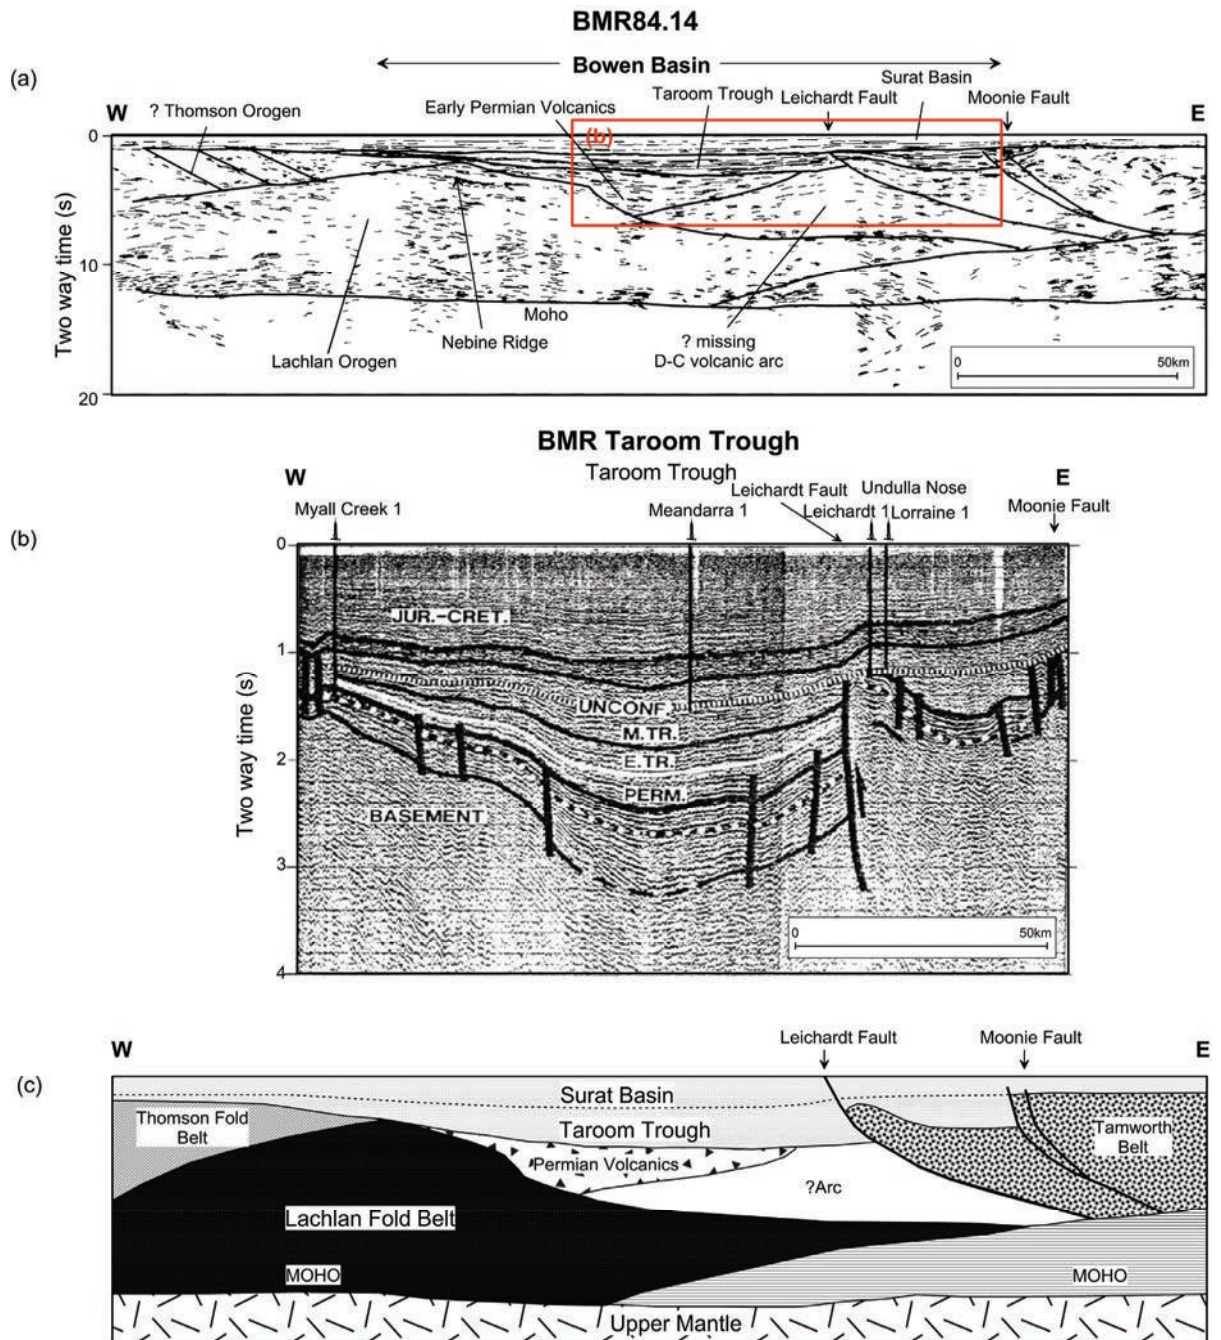 BMR84.14
(a)
Bowen Basin
Surat Basin
W
? Thomson Orogen
Early Permian Volcanics
Taroom Trough
Leichardt Fault
Moonie Fault
E
(b)
0
10
20
Two way time (s)
Moho
Nebine Ridge
Lachlan Orogen
? missing
D-C volcanic arc
0
50km
BMR Taroom Trough
Taroom Trough
W
E
Leichardt Fault
Undulla Nose
Myall Creek 1
Meandarra 1
Leichardt 1
Lorraine 1
Moonie Fault
(b)
0
1
2
3
4
Two way time (s)
JUR.-CRET.
UNCONF.
M.TR.
E.TR.
PERM.
BASEMENT
0
50km
(c)
W
Leichardt Fault
Moonie Fault
E
Surat Basin
Thomson Fold
Belt
Taroom Trough
Tamworth
Belt
Permian Volcanics
?Arc
Lachlan Fold Belt
MOHO
MOHO
Upper Mantle